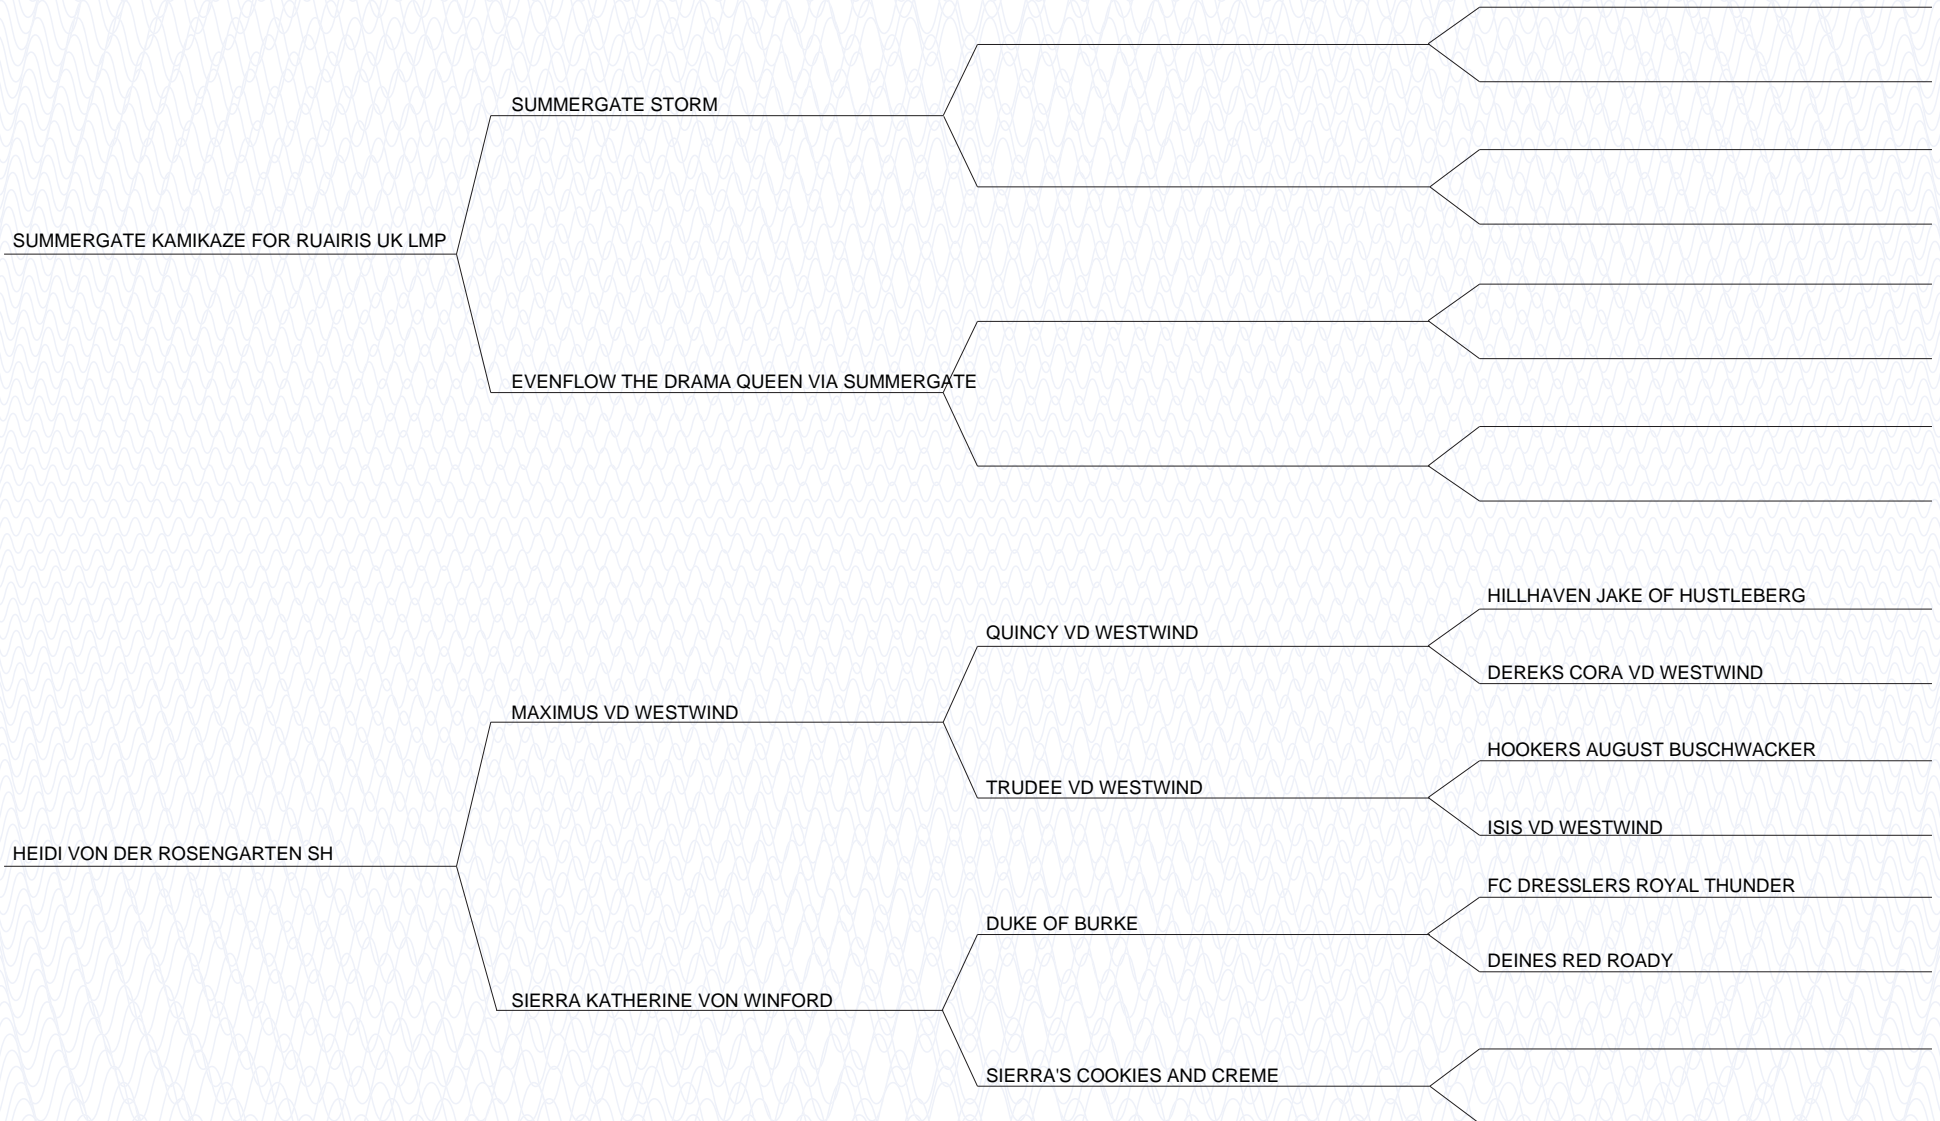 SUMMERGATE STORM
SUMMERGATE KAMIKAZE FOR RUAIRIS UK LMP
EVENFLOW THE DRAMA QUEEN VIA SUMMERGATE
HILLHAVEN JAKE OF HUSTLEBERG
QUINCY VD WESTWIND
DEREKS CORA VD WESTWIND
MAXIMUS VD WESTWIND
HOOKERS AUGUST BUSCHWACKER
TRUDEE VD WESTWIND
ISIS VD WESTWIND
HEIDI VON DER ROSENGARTEN SH
FC DRESSLERS ROYAL THUNDER
DUKE OF BURKE
DEINES RED ROADY
SIERRA KATHERINE VON WINFORD
SIERRA'S COOKIES AND CREME